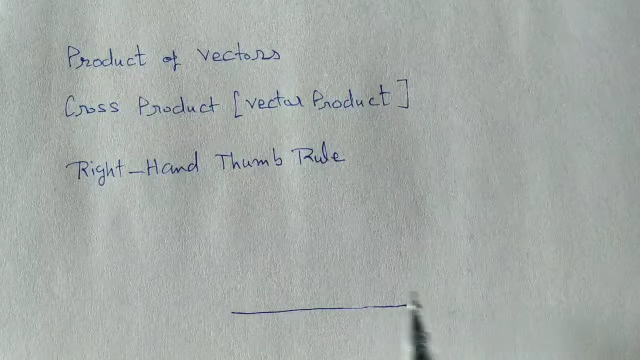 Product of vectors
Cross Product [vector Product]
Right-Hand Thumb Rule